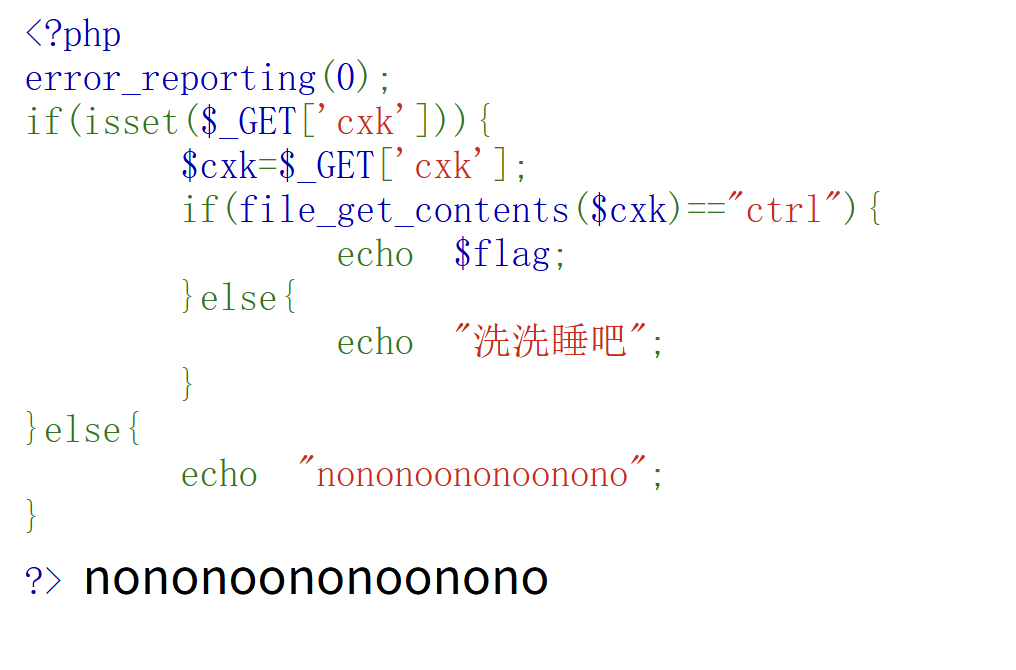 <?php
error_reporting(0);
if(isset($_GET['cxk'])){
        $cxk=$_GET['cxk'];
        if(file_get_contents($cxk)=="ctrl"){
                echo $flag;
        }else{
                echo "洗洗睡吧";
        }
}else{
        echo "nononoononoonono";
}
?> nononoononoonono